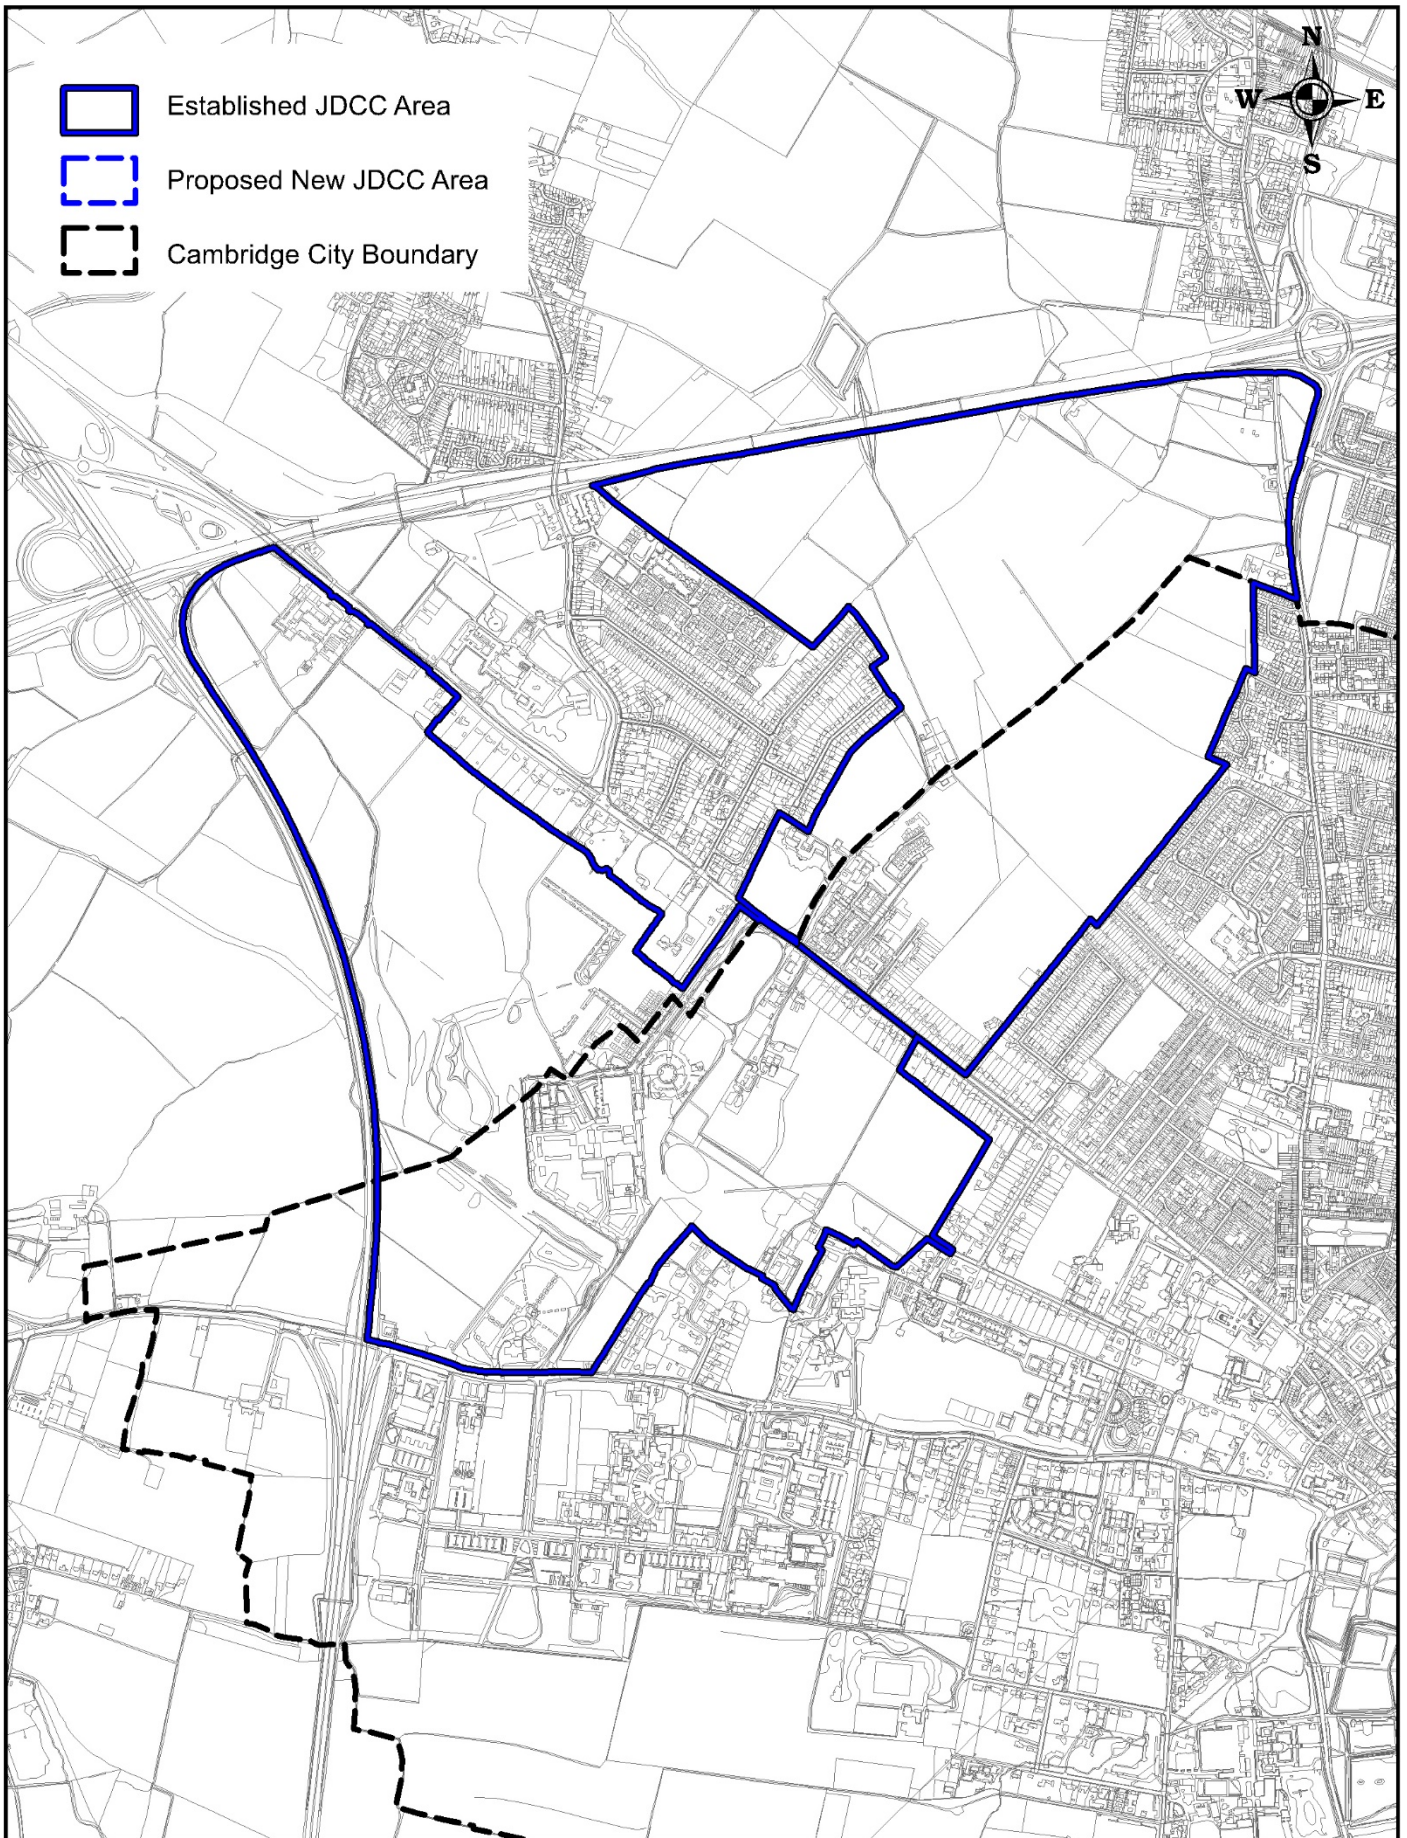 Established JDCC Area
Proposed New JDCC Area
Cambridge City Boundary
N
W E
S